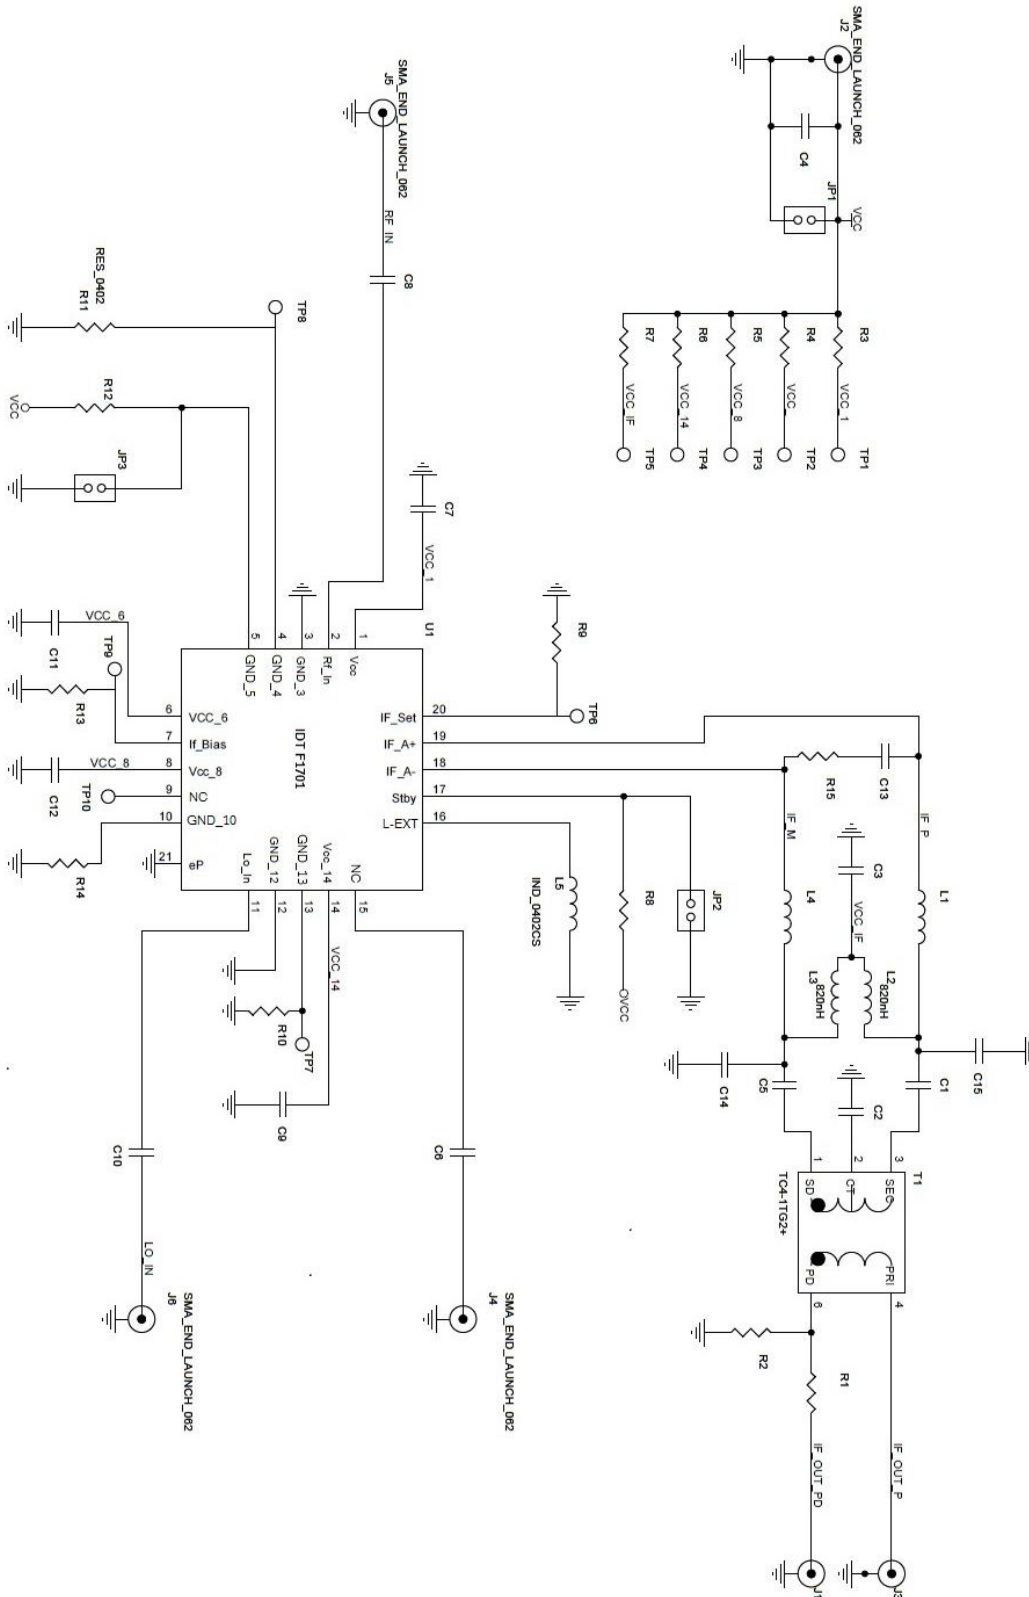 SMA_END_LAUNCH_062
J2
C4
JP1
VCC
R3
R4
R5
R6
R7
VCC_1
VCC
VCC_8
VCC_14
VCC_IF
TP1
TP2
TP3
TP4
TP5
SMA_END_LAUNCH_062
J5
RF_IN
C8
RES_0402
R11
TP8
R12
VCC
JP3
C7
VCC_1
U1
R9
TP6
VCC_6
C11
TP9
R13
VCC_8
C12
TP10
R14
5
4
3
2
1
GND_5
GND_4
GND_3
Rf_In
Vcc
6
VCC_6
7
If_Bias
8
Vcc_8
9
NC
10
GND_10
21
eP
IDT F1701
IF_Set
20
IF_A+
19
IF_A-
18
Stby
17
L-EXT
16
Lo_In
GND_12
GND_13
Vcc_14
NC
11
12
13
14
15
R15
C13
IF_M
IF_P
C3
VCC_IF
L4
L1
L3
820nH
L2
820nH
L5
IND_0402CS
R8
VCC
JP2
C14
C5
C2
C1
C15
R10
TP7
VCC_14
C9
C10
C6
LO_IN
J6
SMA_END_LAUNCH_062
J4
SMA_END_LAUNCH_062
1
2
3
T1
TC4-1TG2+
SD
CT
SEC
PD
PRI
6
4
R2
R1
IF_OUT_PD
IF_OUT_P